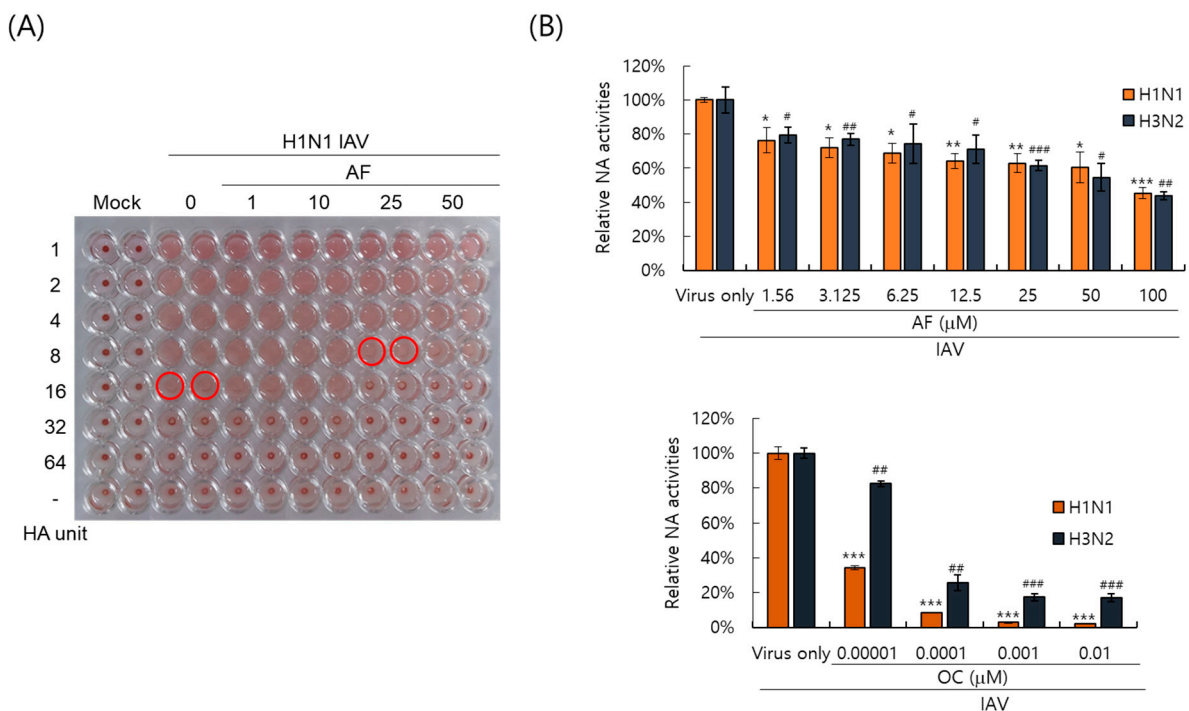 (A)
H1N1 IAV
AF
Mock 0 1 10 25 50
1
2
4
8
16
32
64
-
HA unit
(B)
120%
100%
80%
60%
40%
20%
0%
Relative NA activities
H1N1
H3N2
* #
* ##
* #
** #
** ###
* #
*** ##
Virus only 1.56 3.125 6.25 12.5 25 50 100
AF (μM)
IAV
120%
100%
80%
60%
40%
20%
0%
Relative NA activities
H1N1
H3N2
*** ##
*** ##
*** ###
*** ###
Virus only 0.00001 0.0001 0.001 0.01
OC (μM)
IAV